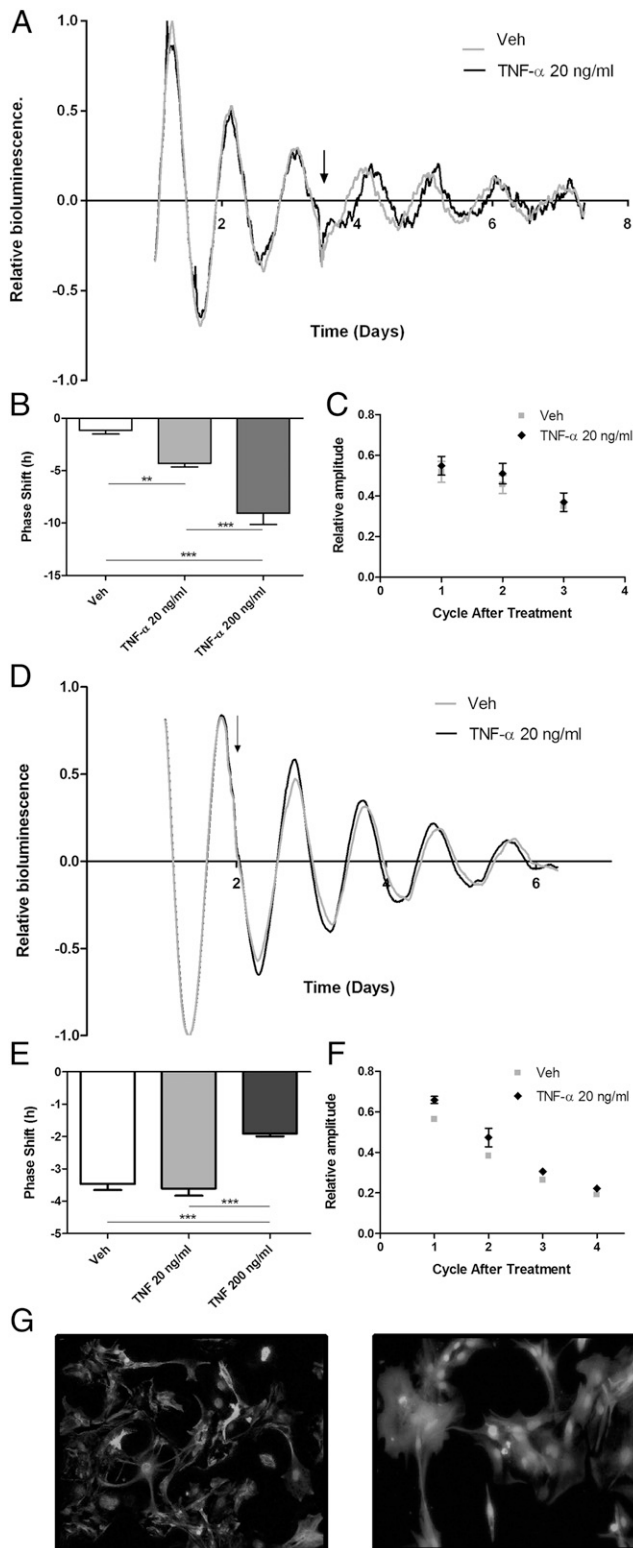 A
Veh
TNF-α 20 ng/ml
Relative bioluminescence.
1.0
0.5
0.0
-0.5
-1.0
2
4
6
8
Time (Days)
B
Phase Shift (h)
0
-5
-10
-15
**
***
***
Veh
TNF-α 20 ng/ml
TNF-α 200 ng/ml
C
Veh
TNF-α 20 ng/ml
Relative amplitude
0.8
0.6
0.4
0.2
0.0
0
1
2
3
4
Cycle After Treatment
D
Veh
TNF-α 20 ng/ml
Relative bioluminescence
1.0
0.5
0.0
-0.5
-1.0
2
4
6
Time (Days)
E
Phase Shift (h)
0
-1
-2
-3
-4
-5
***
***
Veh
TNF 20 ng/ml
TNF 200 ng/ml
F
Veh
TNF-α 20 ng/ml
Relative amplitude
0.8
0.6
0.4
0.2
0.0
0
1
2
3
4
Cycle After Treatment
G